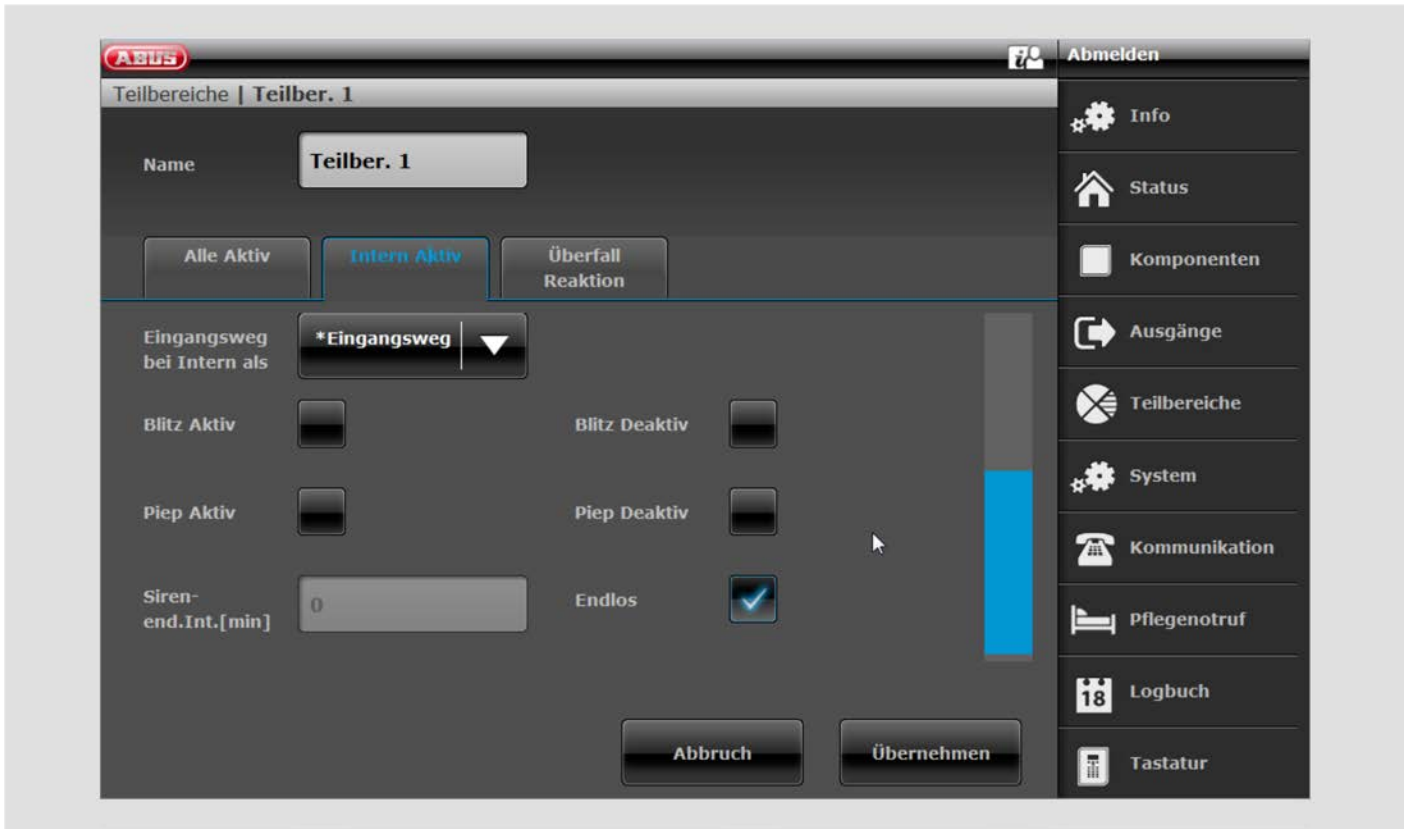 ABUS
Abmelden
Teilbereiche | Teilber. 1
Name
Teilber. 1
Alle Aktiv
Intern Aktiv
Überfall
Reaktion
Eingangsweg
bei Intern als
*Eingangsweg
Blitz Aktiv
Blitz Deaktiv
Piep Aktiv
Piep Deaktiv
Siren-
end.Int.[min]
0
Endlos
Abbruch
Übernehmen
Info
Status
Komponenten
Ausgänge
Teilbereiche
System
Kommunikation
Pflegenotruf
18
Logbuch
Tastatur